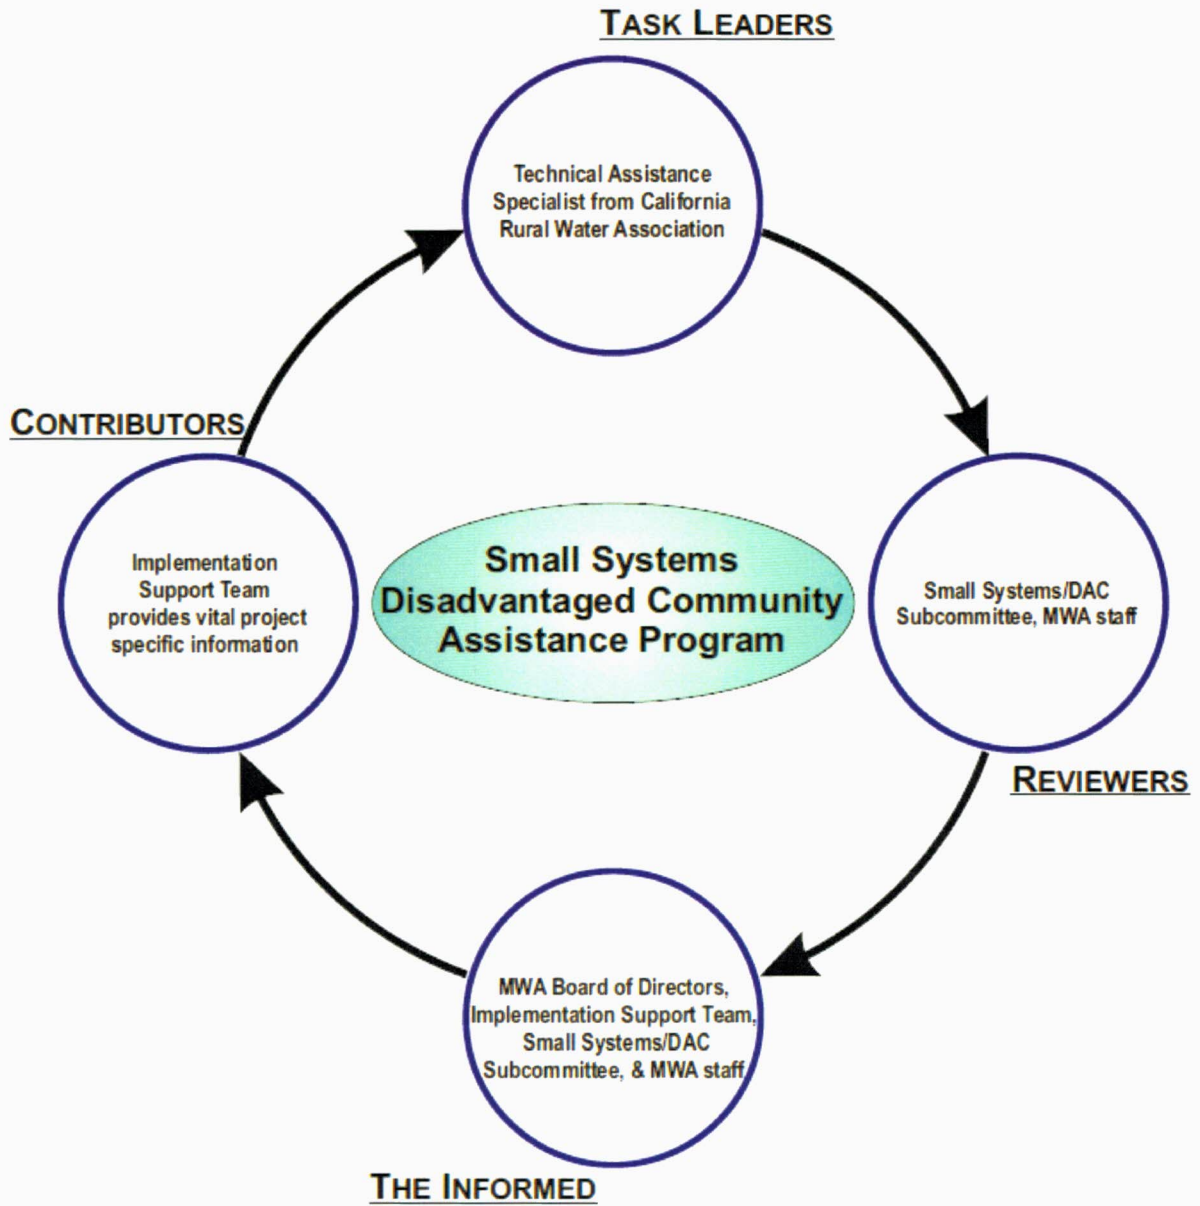 TASK LEADERS
Technical Assistance
Specialist from California
Rural Water Association
CONTRIBUTORS
Implementation
Support Team
provides vital project
specific information
Small Systems
Disadvantaged Community
Assistance Program
Small Systems/DAC
Subcommittee, MWA staff
REVIEWERS
MWA Board of Directors,
Implementation Support Team,
Small Systems/DAC
Subcommittee, & MWA staff
THE INFORMED